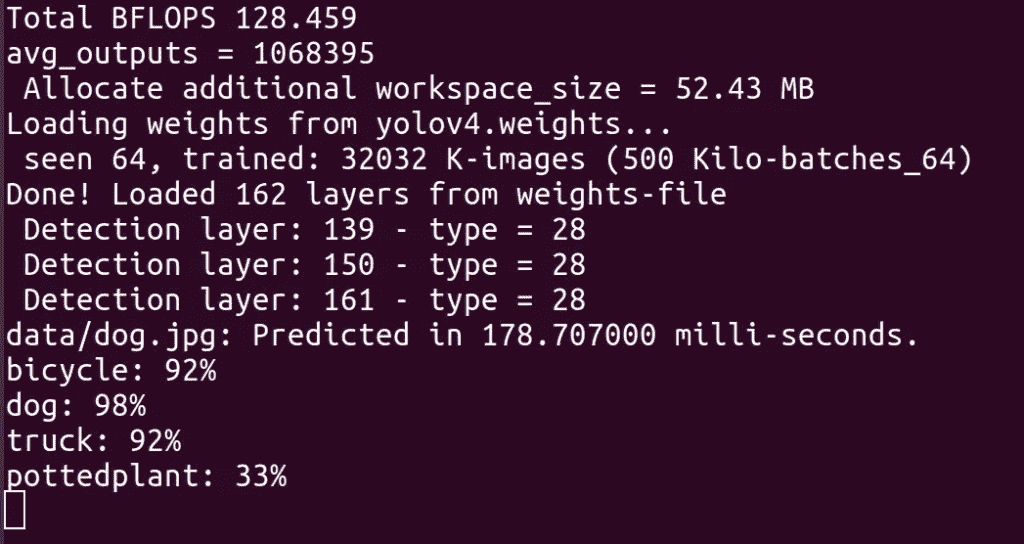 Total BFLOPS 128.459
avg_outputs = 1068395
 Allocate additional workspace_size = 52.43 MB
Loading weights from yolov4.weights...
 seen 64, trained: 32032 K-images (500 Kilo-batches_64)
Done! Loaded 162 layers from weights-file
 Detection layer: 139 - type = 28
 Detection layer: 150 - type = 28
 Detection layer: 161 - type = 28
data/dog.jpg: Predicted in 178.707000 milli-seconds.
bicycle: 92%
dog: 98%
truck: 92%
pottedplant: 33%